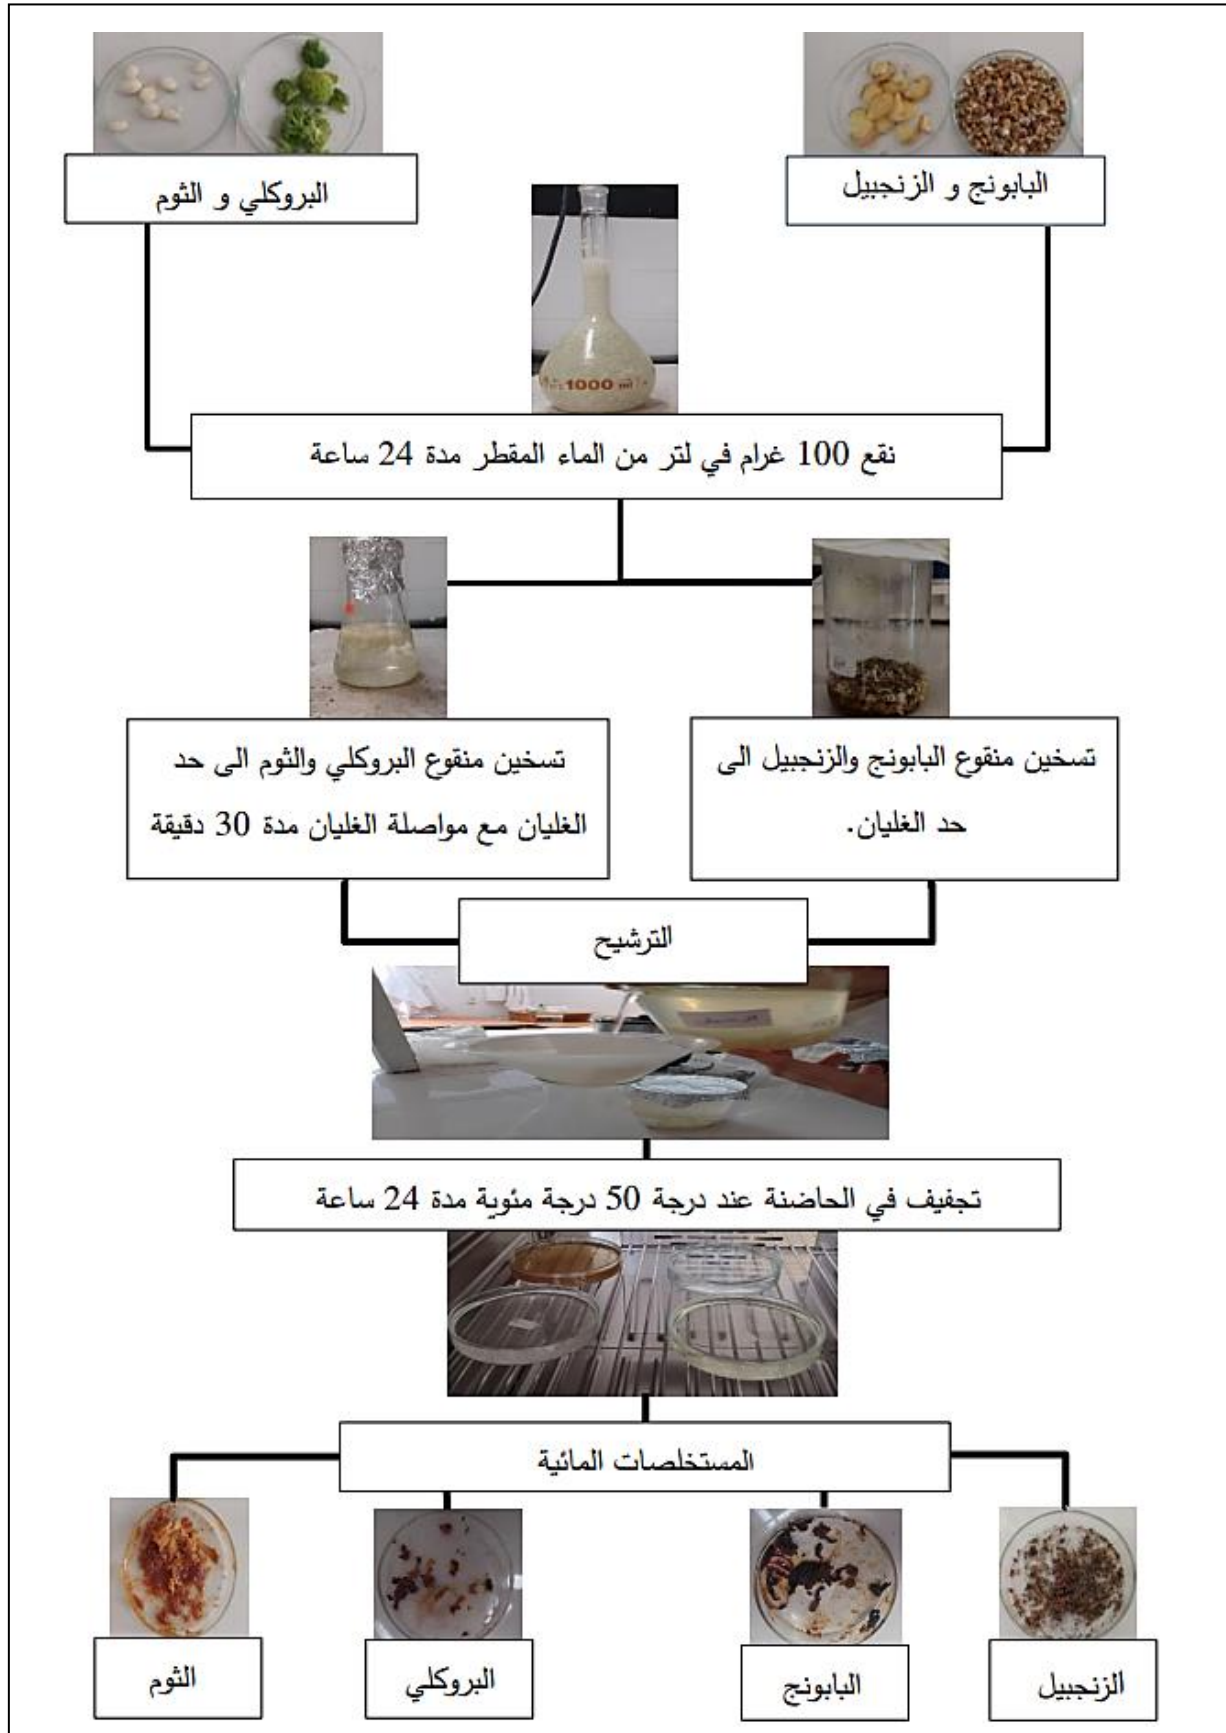 البابونج و الزنجبيل
البروكلي و الثوم
1000 ml
نقع 100 غرام في لتر من الماء المقطر مدة 24 ساعة
تسخين منقوع البابونج والزنجبيل الى
حد الغليان.
تسخين منقوع البروكلي والثوم الى حد
الغليان مع مواصلة الغليان مدة 30 دقيقة
الترشيح
تجفيف في الحاضنة عند درجة 50 درجة مئوية مدة 24 ساعة
المستخلصات المائية
الزنجبيل
البابونج
البروكلي
الثوم